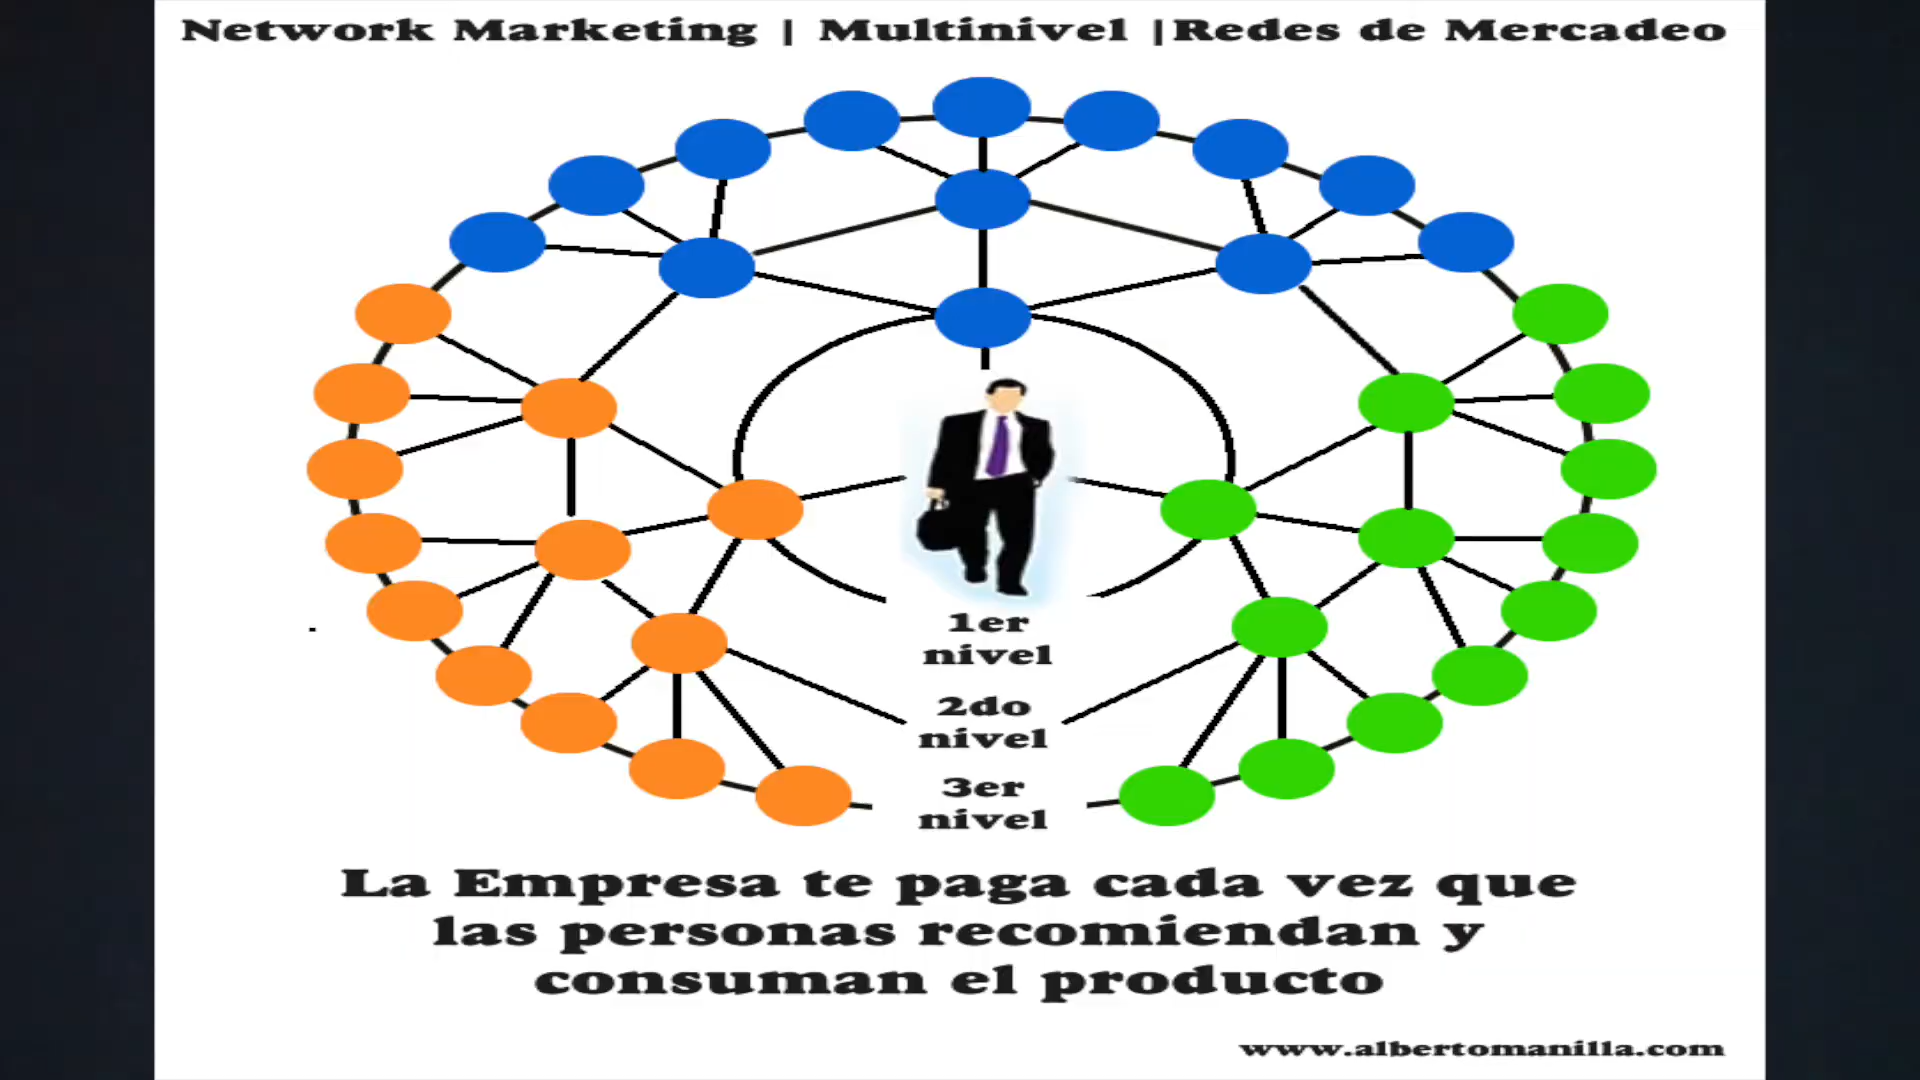 Network Marketing | Multinivel |Redes de Mercadeo
1er
nivel
2do
nivel
3er
nivel
La Empresa te paga cada vez que
las personas recomiendan y
consuman el producto
www.albertomanilla.com